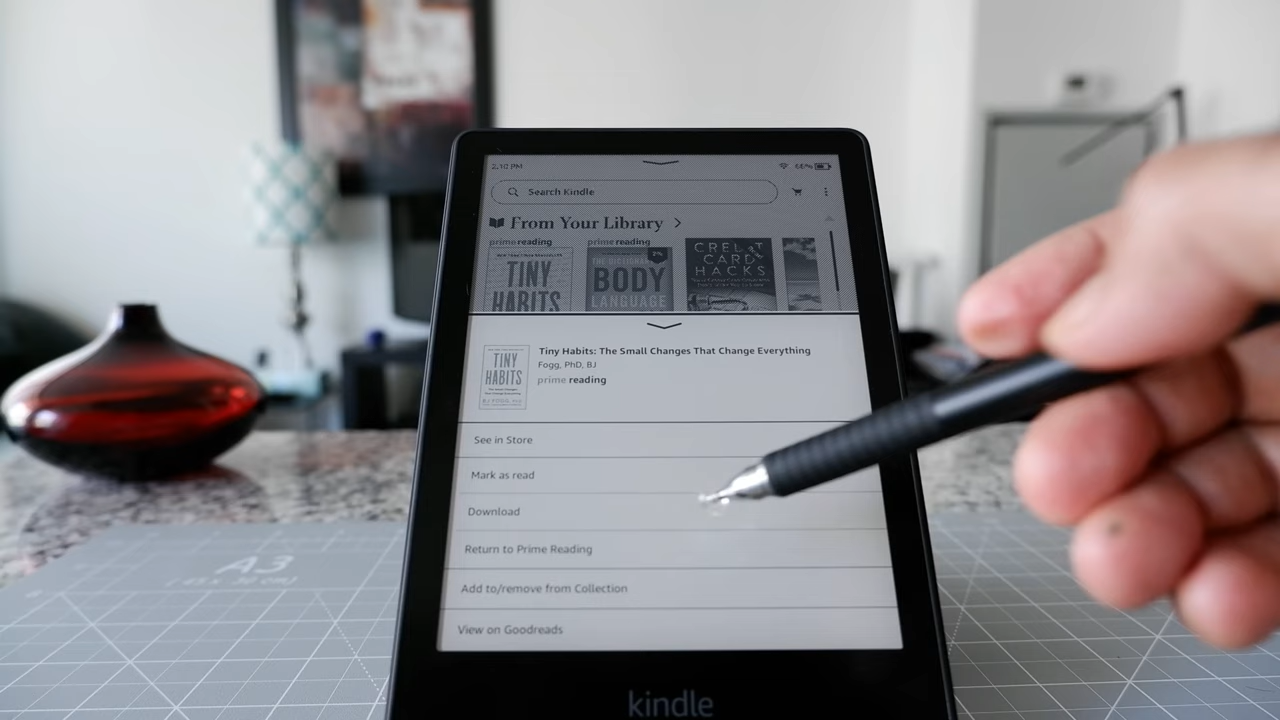 2:10 PM
66%
Search Kindle
From Your Library
prime reading
prime reading
TINY
HABITS
BODY
LANGUAGE
2%
CREDIT
CARD
HACKS
TINY
HABITS
Tiny Habits: The Small Changes That Change Everything
Fogg, PhD, BJ
prime reading
See in Store
Mark as read
Download
Return to Prime Reading
Add to/remove from Collection
View on Goodreads
A3
kindle